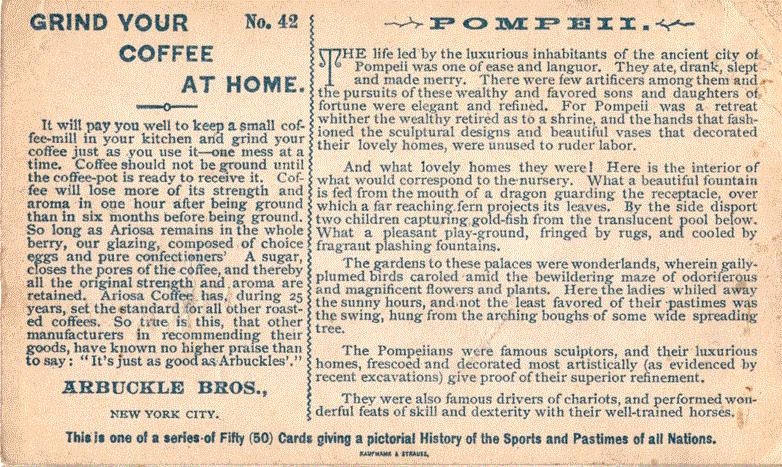 GRIND YOUR No. 42
COFFEE
AT HOME.
It will pay you well to keep a small cof-
fee-mill in your kitchen and grind your
coffee just as you use it—one mess at a
time. Coffee should not be ground until
the coffee-pot is ready to receive it. Cof-
fee will lose more of its strength and
aroma in one hour after being ground
than in six months before being ground.
So long as Ariosa remains in the whole
berry, our glazing, composed of choice
eggs and pure confectioners' A sugar,
closes the pores of the coffee, and thereby
all the original strength and aroma are
retained. Ariosa Coffee has, during 25
years, set the standard for all other roast-
ed coffees. So true is this, that other
manufacturers in recommending their
goods, have known no higher praise than
to say: "It's just as good as Arbuckles'."
ARBUCKLE BROS.,
NEW YORK CITY.
POMPEII.
THE life led by the luxurious inhabitants of the ancient city of
Pompeii was one of ease and languor. They ate, drank, slept
and made merry. There were few artificers among them and
the pursuits of these wealthy and favored sons and daughters of
fortune were elegant and refined. For Pompeii was a retreat
whither the wealthy retired as to a shrine, and the hands that fash-
ioned the sculptural designs and beautiful vases that decorated
their lovely homes, were unused to ruder labor.
And what lovely homes they were! Here is the interior of
what would correspond to the nursery. What a beautiful fountain
is fed from the mouth of a dragon guarding the receptacle, over
which a far reaching fern projects its leaves. By the side disport
two children capturing gold-fish from the translucent pool below.
What a pleasant play-ground, fringed by rugs, and cooled by
fragrant plashing fountains.
The gardens to these palaces were wonderlands, wherein gaily-
plumed birds caroled amid the bewildering maze of odoriferous
and magnificent flowers and plants. Here the ladies whiled away
the sunny hours, and not the least favored of their pastimes was
the swing, hung from the arching boughs of some wide spreading
tree.
The Pompeiians were famous sculptors, and their luxurious
homes, frescoed and decorated most artistically (as evidenced by
recent excavations) give proof of their superior refinement.
They were also famous drivers of chariots, and performed won-
derful feats of skill and dexterity with their well-trained horses.
This is one of a series of Fifty (50) Cards giving a pictorial History of the Sports and Pastimes of all Nations.
KAUFMANN & STRAUSS,